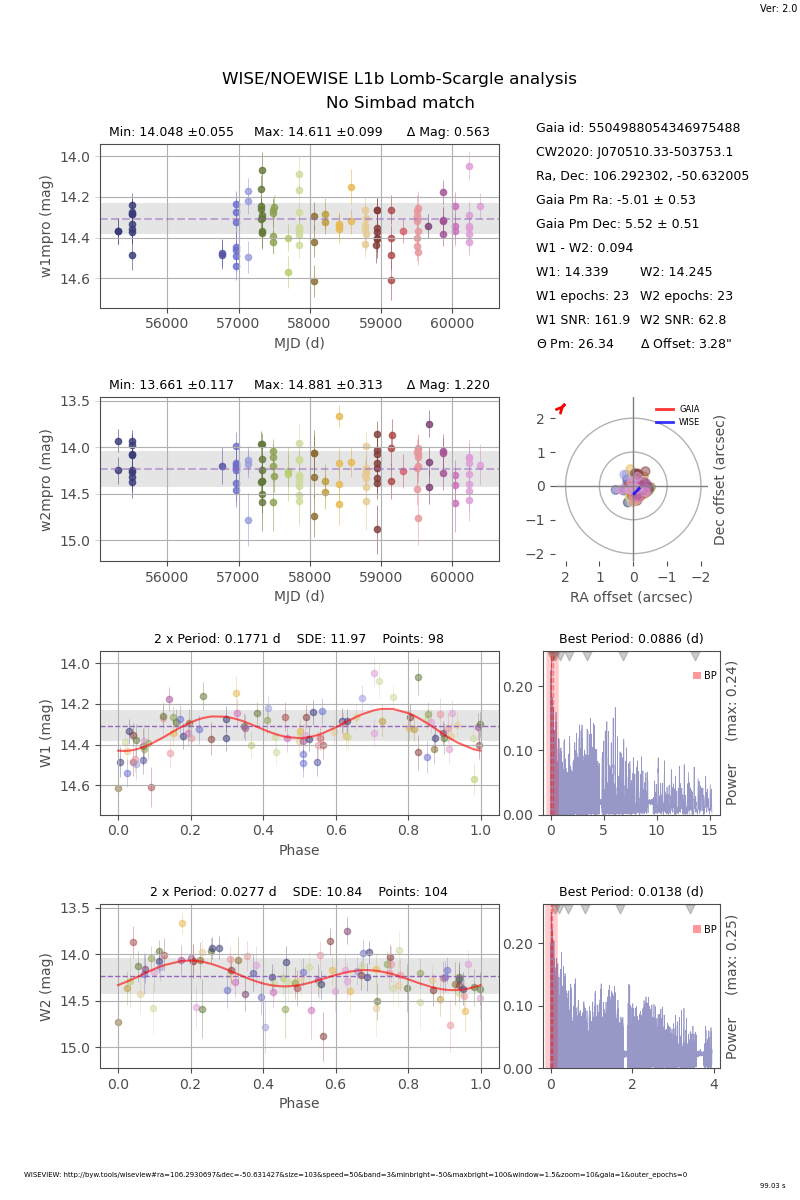 Ver: 2.0
WISE/NOEWISE L1b Lomb-Scargle analysis
No Simbad match
Min: 14.048 ±0.055 Max: 14.611 ±0.099 Δ Mag: 0.563
w1mpro (mag)
14.0
14.2
14.4
14.6
56000 57000 58000 59000 60000
MJD (d)
Gaia id: 5504988054346975488
CW2020: J070510.33-503753.1
Ra, Dec: 106.292302, -50.632005
Gaia Pm Ra: -5.01 ± 0.53
Gaia Pm Dec: 5.52 ± 0.51
W1 - W2: 0.094
W1: 14.339 W2: 14.245
W1 epochs: 23 W2 epochs: 23
W1 SNR: 161.9 W2 SNR: 62.8
Θ Pm: 26.34 Δ Offset: 3.28"
Min: 13.661 ±0.117 Max: 14.881 ±0.313 Δ Mag: 1.220
w2mpro (mag)
13.5
14.0
14.5
15.0
56000 57000 58000 59000 60000
MJD (d)
GAIA
WISE
2
1
0
−1
−2
2 1 0 −1 −2
RA offset (arcsec)
Dec offset (arcsec)
2 x Period: 0.1771 d SDE: 11.97 Points: 98
W1 (mag)
14.0
14.2
14.4
14.6
0.0 0.2 0.4 0.6 0.8 1.0
Phase
Best Period: 0.0886 (d)
BP
0.20
0.10
0.00
0 5 10 15
Power (max: 0.24)
2 x Period: 0.0277 d SDE: 10.84 Points: 104
W2 (mag)
13.5
14.0
14.5
15.0
0.0 0.2 0.4 0.6 0.8 1.0
Phase
Best Period: 0.0138 (d)
BP
0.20
0.10
0.00
0 2 4
Power (max: 0.25)
WISEVIEW: http://byw.tools/wiseview#ra=106.2930697&dec=-50.631427&size=103&speed=50&band=3&minbright=-50&maxbright=100&window=1.5&zoom=10&gaia=1&outer_epochs=0
99.03 s